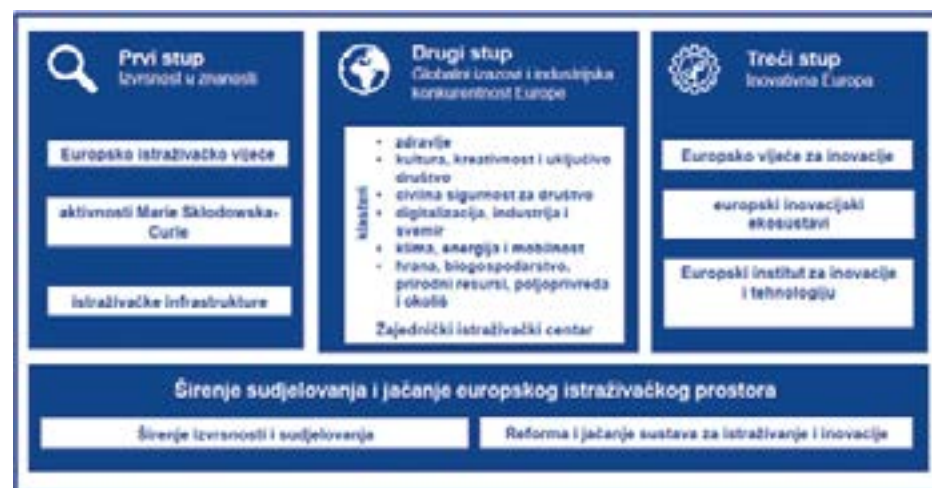 Prvi stup
Izvrsnost u znanosti
Europsko istraživačko vijeće
aktivnosti Marie Sklodowska-
Curie
istraživačke infrastrukture
Drugi stup
Globalni izazovi i industrijska
konkurentnost Europe
klasteri
• zdravlje
• kultura, kreativnost i uključivo
društvo
• civilna sigurnost za društvo
• digitalizacija, industrija i
svemir
• klima, energija i mobilnost
• hrana, biogospodarstvo,
prirodni resursi, poljoprivreda
i okoliš
Zajednički istraživački centar
Treći stup
Inovativna Europa
Europsko vijeće za inovacije
europski inovacijski
ekosustavi
Europski institut za inovacije
i tehnologiju
Širenje sudjelovanja i jačanje europskog istraživačkog prostora
Širenje izvrsnosti i sudjelovanja
Reforma i jačanje sustava za istraživanje i inovacije